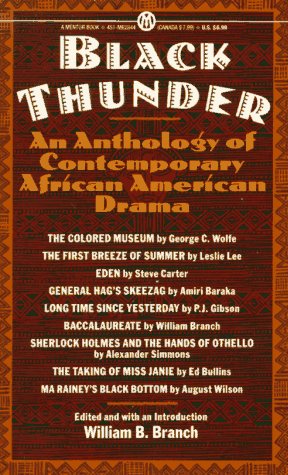 A MENTOR BOOK • (CANADA $7.99) • U.S. $6.99
BLACK
THUNDER
An Anthology of
Contemporary
African American
Drama
THE COLORED MUSEUM by George C. Wolfe
THE FIRST BREEZE OF SUMMER by Leslie Lee
EDEN by Steve Carter
GENERAL HAG'S SKEEZAG by Amiri Baraka
LONG TIME SINCE YESTERDAY by P.J. Gibson
BACCALAUREATE by William Branch
SHERLOCK HOLMES AND THE HANDS OF OTHELLO
by Alexander Simmons
THE TAKING OF MISS JANIE by Ed Bullins
MA RAINEY'S BLACK BOTTOM by August Wilson
Edited and with an Introduction
William B. Branch